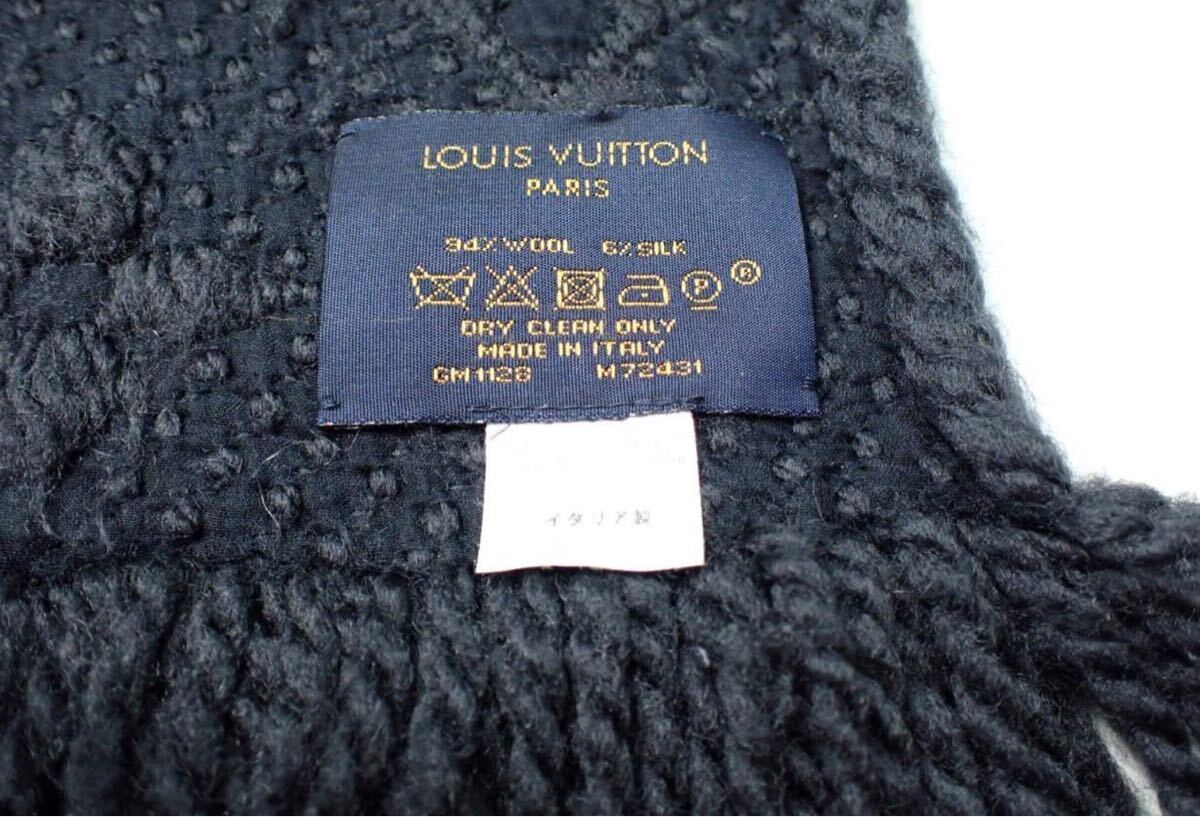 LOUIS VUITTON
PARIS
94% WOOL 6% SILK
P ®
DRY CLEAN ONLY
MADE IN ITALY
GM1128 M72431
イタリア製